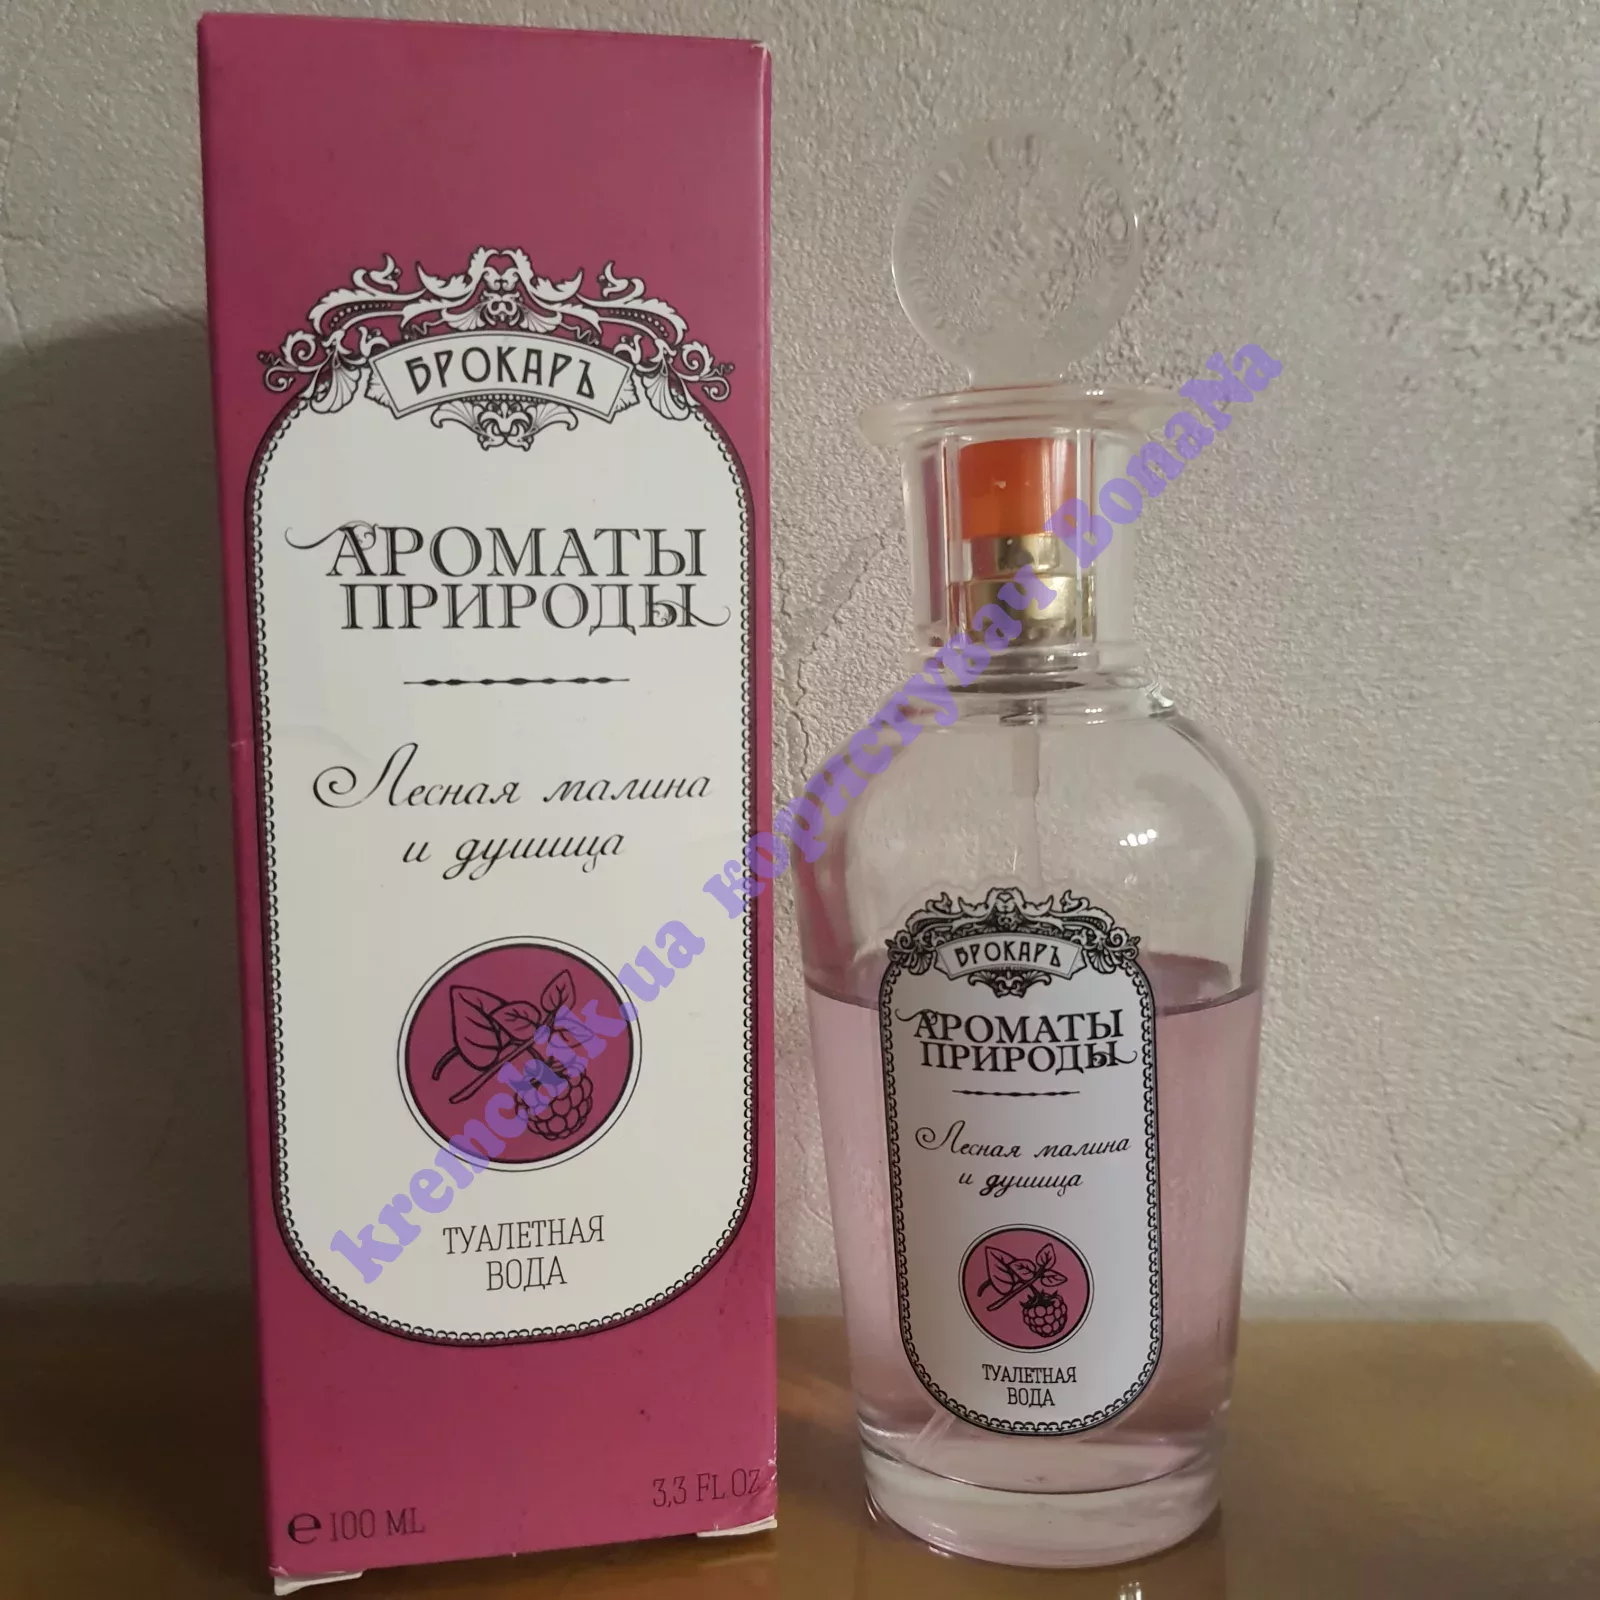 БРОКАРЪ
АРОМАТЫ
ПРИРОДЫ
Лесная малина
и душица
ТУАЛЕТНАЯ
ВОДА
℮ 100 ML
3,3 FL OZ
БРОКАРЪ
АРОМАТЫ
ПРИРОДЫ
Лесная малина
и душица
ТУАЛЕТНАЯ
ВОДА
kremchik.ua користувач BonaNa